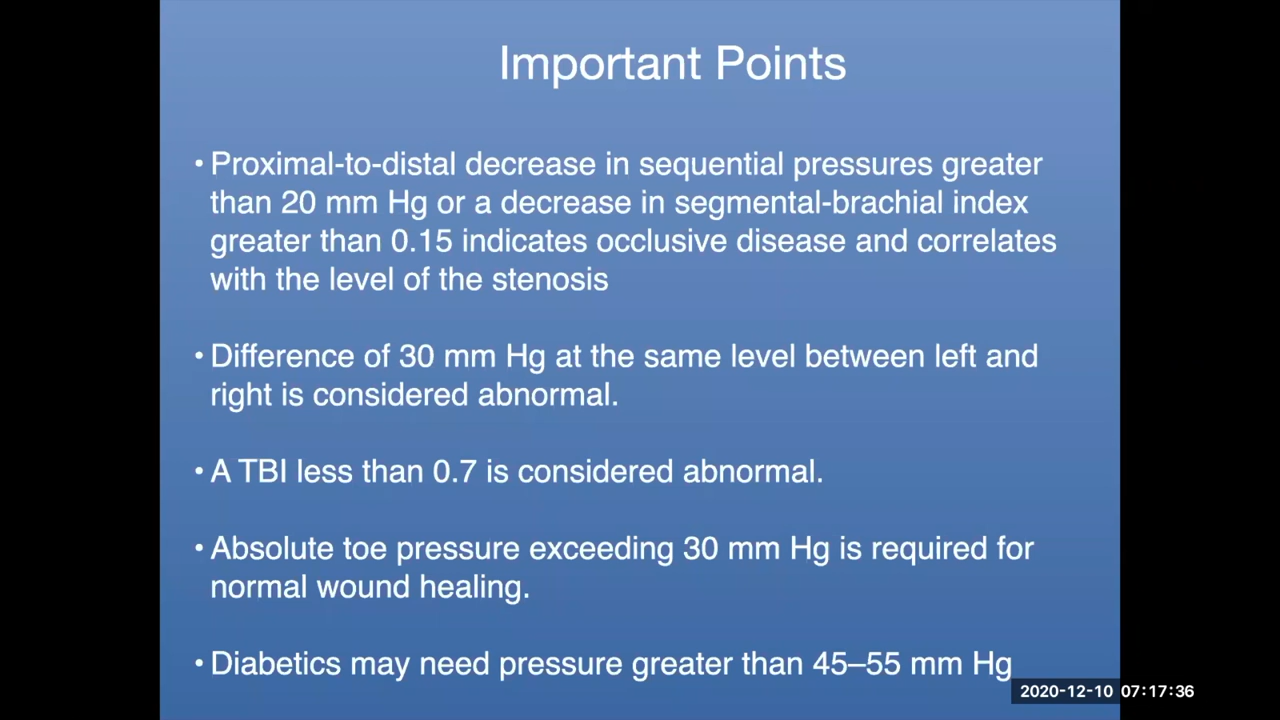 Important Points
• Proximal-to-distal decrease in sequential pressures greater
than 20 mm Hg or a decrease in segmental-brachial index
greater than 0.15 indicates occlusive disease and correlates
with the level of the stenosis
• Difference of 30 mm Hg at the same level between left and
right is considered abnormal.
• A TBI less than 0.7 is considered abnormal.
• Absolute toe pressure exceeding 30 mm Hg is required for
normal wound healing.
• Diabetics may need pressure greater than 45–55 mm Hg
2020-12-10 07:17:36